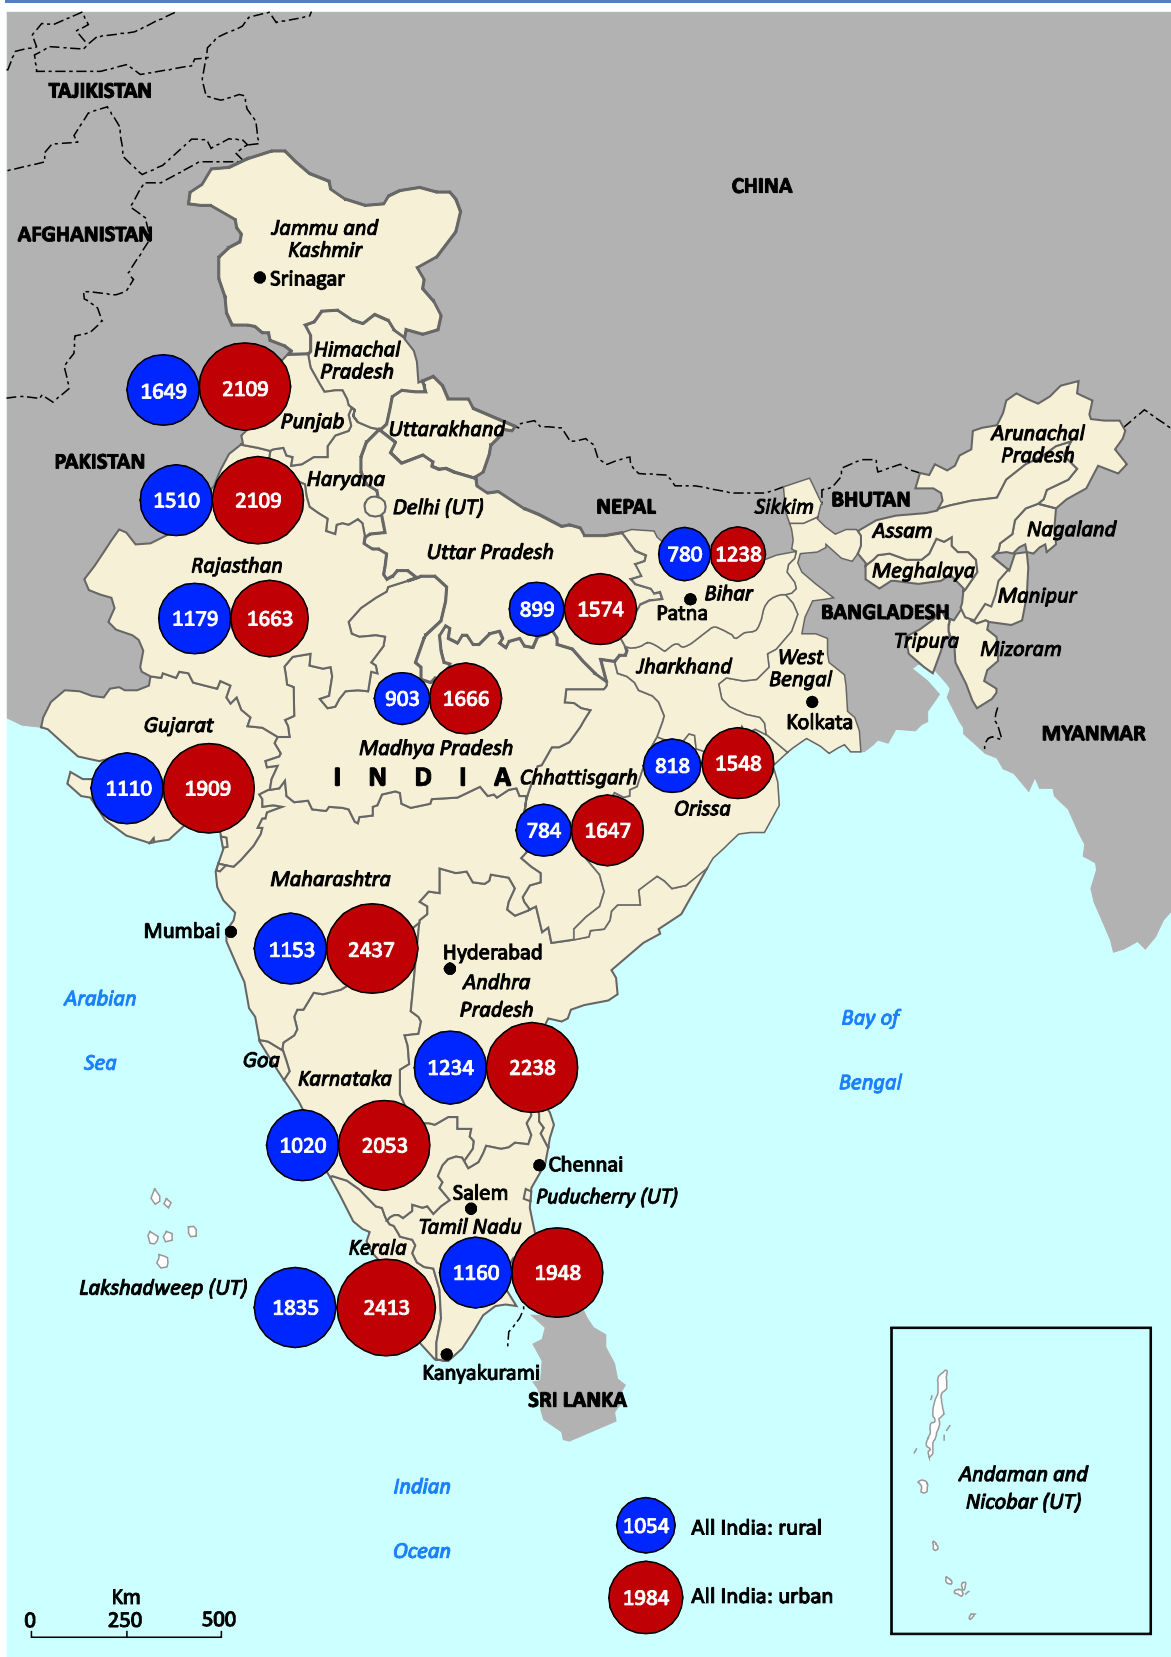 TAJIKISTAN
CHINA
AFGHANISTAN
Jammu and
Kashmir
Srinagar
Himachal
Pradesh
1649
2109
Punjab
Uttarakhand
Arunachal
Pradesh
PAKISTAN
Haryana
1510
2109
Delhi (UT)
NEPAL
Sikkim
BHUTAN
Assam
Nagaland
Uttar Pradesh
780
1238
Rajasthan
Meghalaya
Bihar
Manipur
1179
1663
899
1574
Patna
BANGLADESH
Tripura
Mizoram
Jharkhand
West
Bengal
903
1666
Kolkata
Gujarat
MYANMAR
Madhya Pradesh
INDIA
Chhattisgarh
818
1548
1110
1909
Orissa
784
1647
Maharashtra
Mumbai
1153
2437
Hyderabad
Andhra
Pradesh
Arabian
Sea
Bay of
Bengal
Goa
Karnataka
1234
2238
1020
2053
Chennai
Salem
Puducherry (UT)
Tamil Nadu
Kerala
1160
1948
Lakshadweep (UT)
1835
2413
Kanyakurami
SRI LANKA
Andaman and
Nicobar (UT)
Indian
Ocean
1054
All India: rural
1984
All India: urban
Km
0
250
500